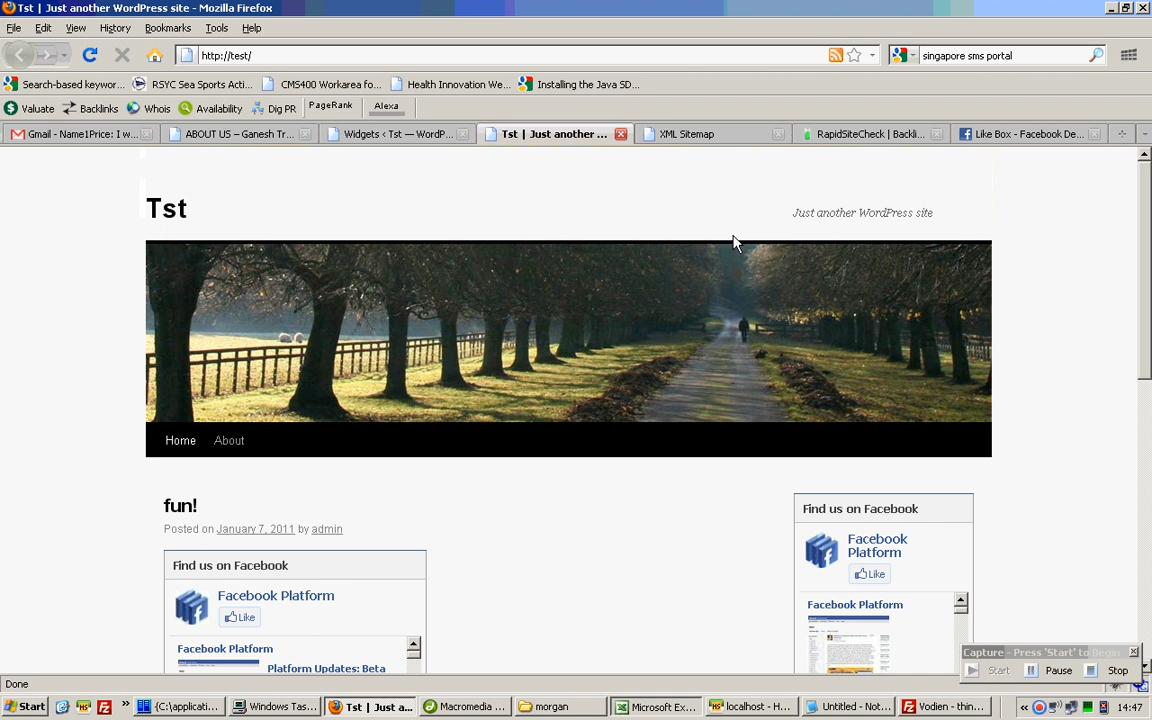 Tst | Just another WordPress site - Mozilla Firefox
File Edit View History Bookmarks Tools Help
http://test/ singapore sms portal
Search-based keywor... RSYC Sea Sports Acti... CMS400 Workarea fo... Health Innovation We... Installing the Java SD...
Valuate Backlinks Whois Availability Dig PR PageRank Alexa
Gmail - Name1Price: I w... ABOUT US – Ganesh Tr... Widgets ‹ Tst — WordP... Tst | Just another ... XML Sitemap RapidSiteCheck | Backli... Like Box - Facebook De...
Tst
Just another WordPress site
Home About
fun!
Posted on January 7, 2011 by admin
Find us on Facebook
Facebook Platform
Like
Facebook Platform
Platform Updates: Beta
Find us on Facebook
Facebook
Platform
Like
Facebook Platform
Capture - Press 'Start' to Begin
Start Pause Stop
Done
Start {C:\applicati... Windows Tas... Tst | Just a... Macromedia ... morgan Microsoft Ex... localhost - H... Untitled - Not... Vodien - thin... 14:47